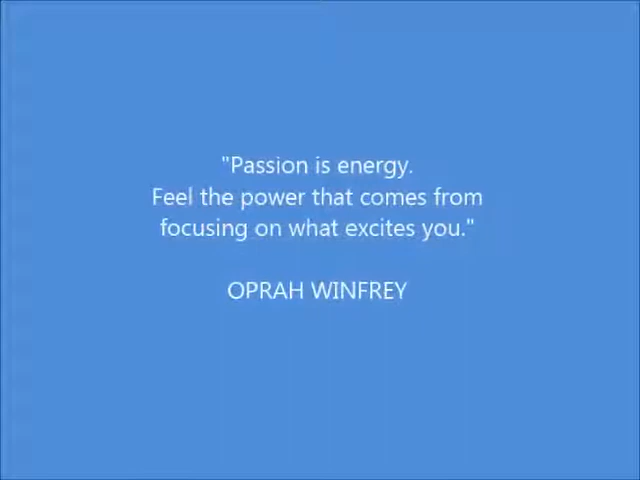 "Passion is energy.
Feel the power that comes from
focusing on what excites you."
OPRAH WINFREY